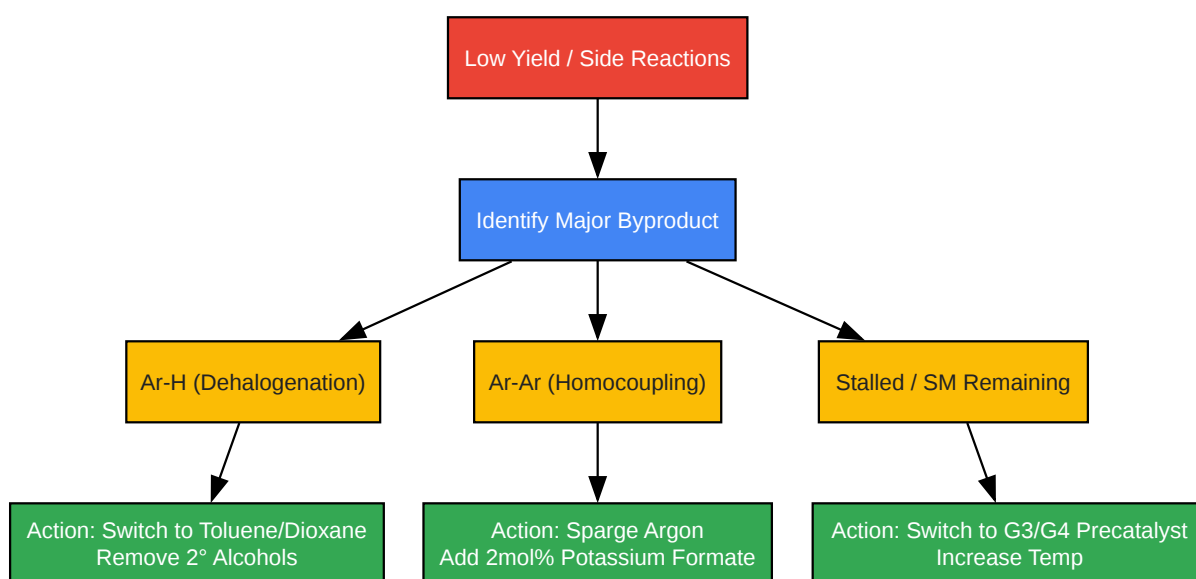 Low Yield / Side Reactions
Identify Major Byproduct
Ar-H (Dehalogenation)
Ar-Ar (Homocoupling)
Stalled / SM Remaining
Action: Switch to Toluene/Dioxane
Remove 2° Alcohols
Action: Sparge Argon
Add 2mol% Potassium Formate
Action: Switch to G3/G4 Precatalyst
Increase Temp